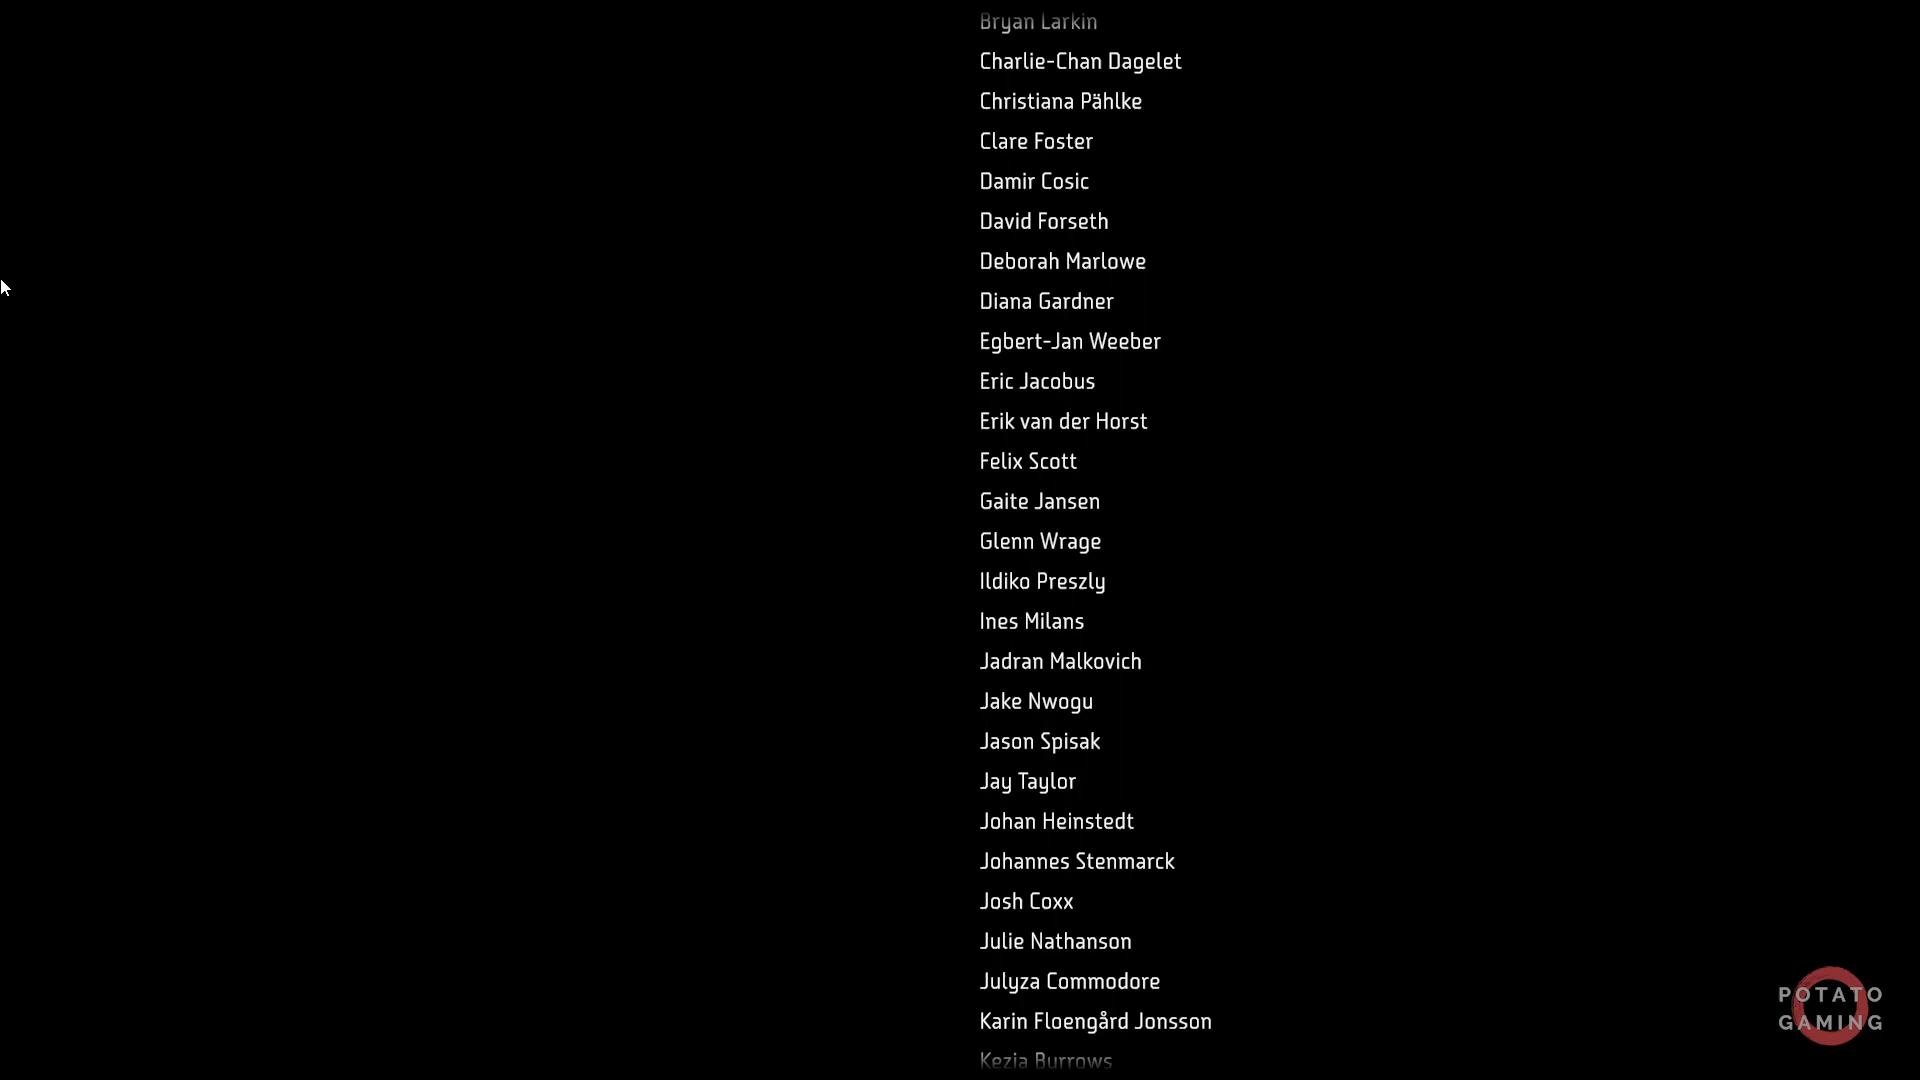 Bryan Larkin
Charlie-Chan Dagelet
Christiana Pählke
Clare Foster
Damir Cosic
David Forseth
Deborah Marlowe
Diana Gardner
Egbert-Jan Weeber
Eric Jacobus
Erik van der Horst
Felix Scott
Gaite Jansen
Glenn Wrage
Ildiko Preszly
Ines Milans
Jadran Malkovich
Jake Nwogu
Jason Spisak
Jay Taylor
Johan Heinstedt
Johannes Stenmarck
Josh Coxx
Julie Nathanson
Julyza Commodore
Karin Floengård Jonsson
Kezia Burrows
POTATO
GAMING